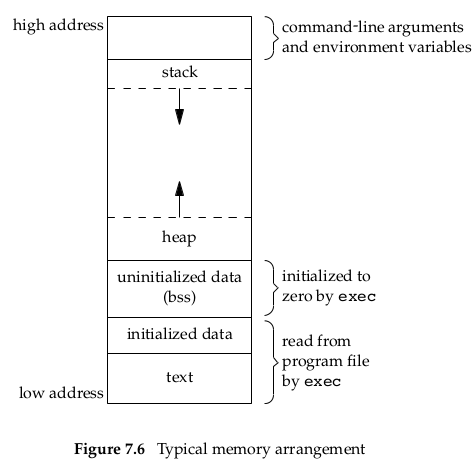 high address
command-line arguments
and environment variables
stack
heap
uninitialized data
(bss)
initialized to
zero by exec
initialized data
read from
program file
by exec
text
low address
Figure 7.6 Typical memory arrangement